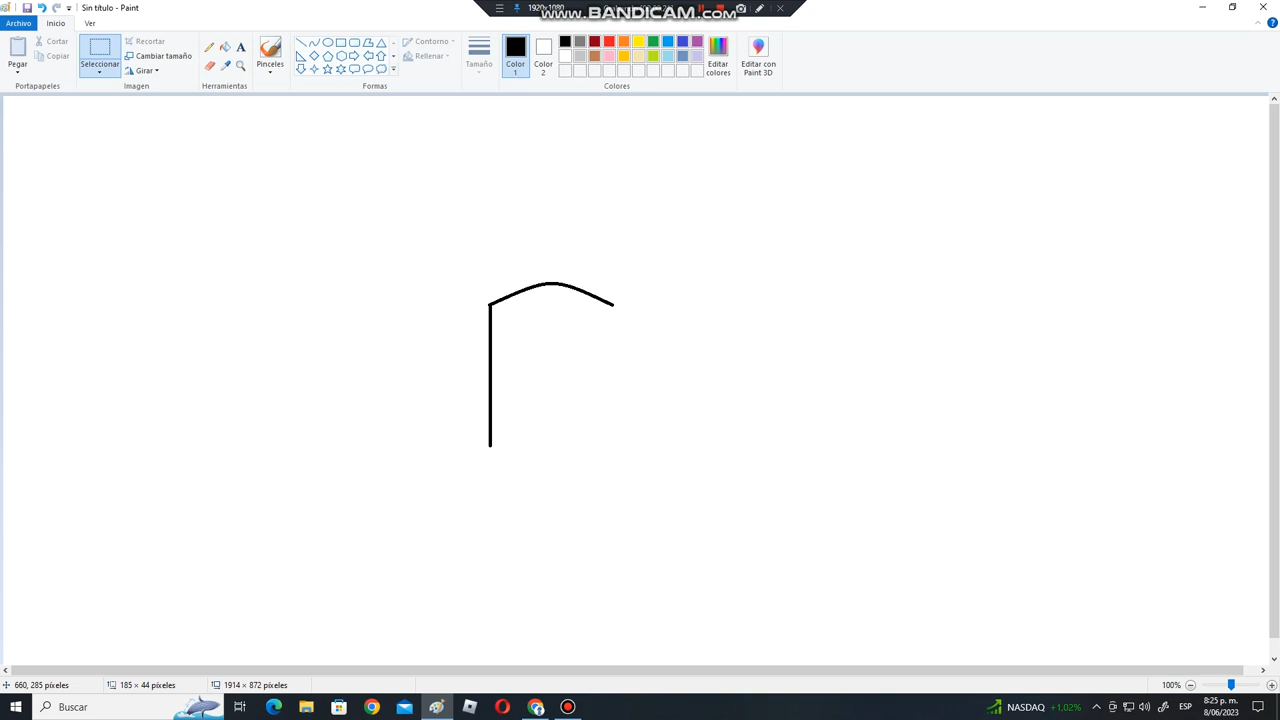 Sin título - Paint
1920×1080
www.BANDICAM.com
Archivo Inicio Ver
Pegar
Cortar
Copiar
Portapapeles
Seleccionar
Recortar
Cambiar tamaño
Girar
Imagen
A
Herramientas
Pinceles
Contorno
Rellenar
Formas
Tamaño
Color 1
Color 2
Editar colores
Colores
Editar con Paint 3D
660, 285 píxeles 185 × 44 píxeles 1914 × 872 píxeles 100%
Buscar NASDAQ +1,02% ESP 8:25 p. m.
8/06/2023